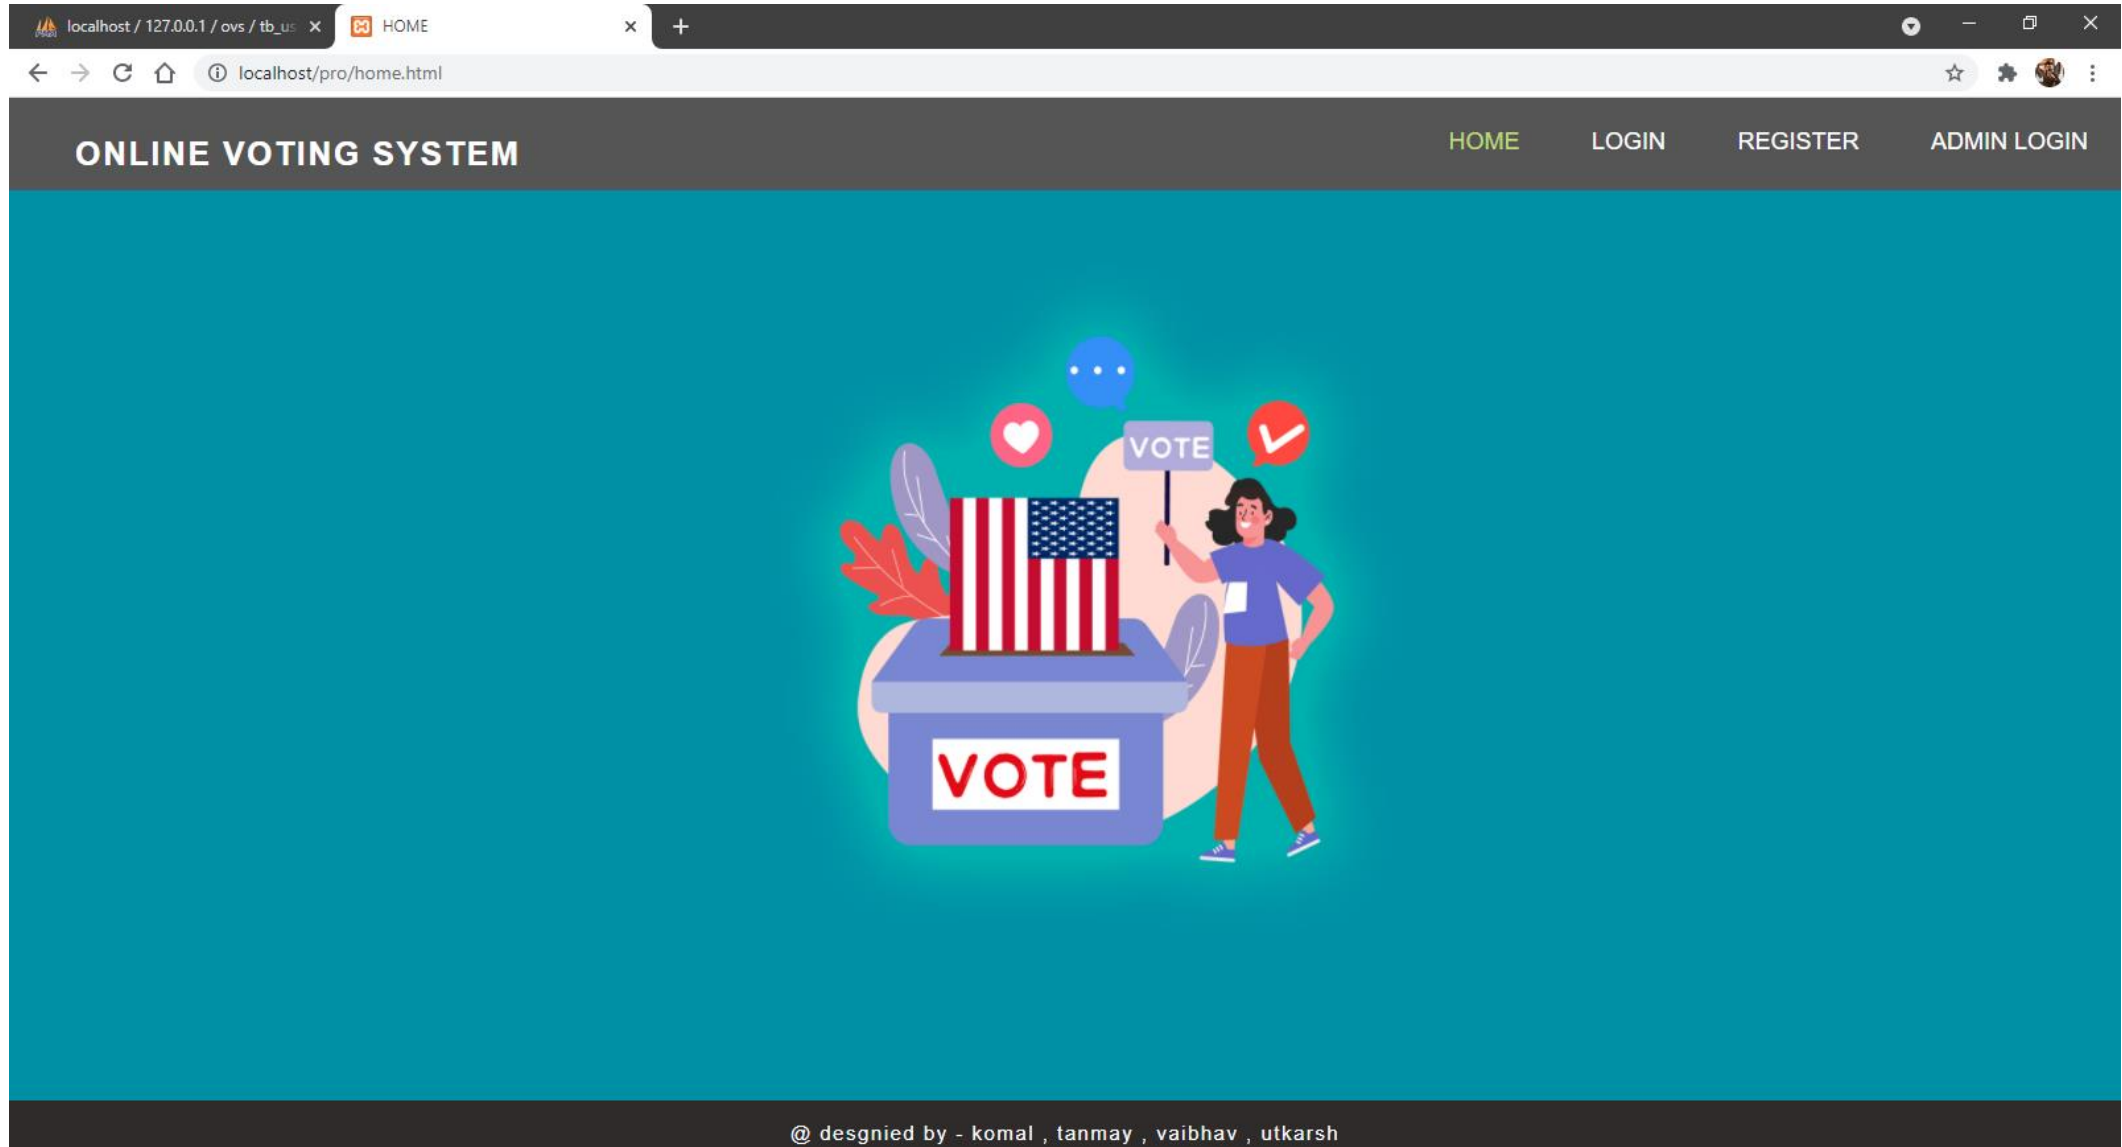 localhost / 127.0.0.1 / ovs / tb_us
HOME
localhost/pro/home.html
ONLINE VOTING SYSTEM
HOME LOGIN REGISTER ADMIN LOGIN
VOTE
VOTE
@ desgnied by - komal , tanmay , vaibhav , utkarsh